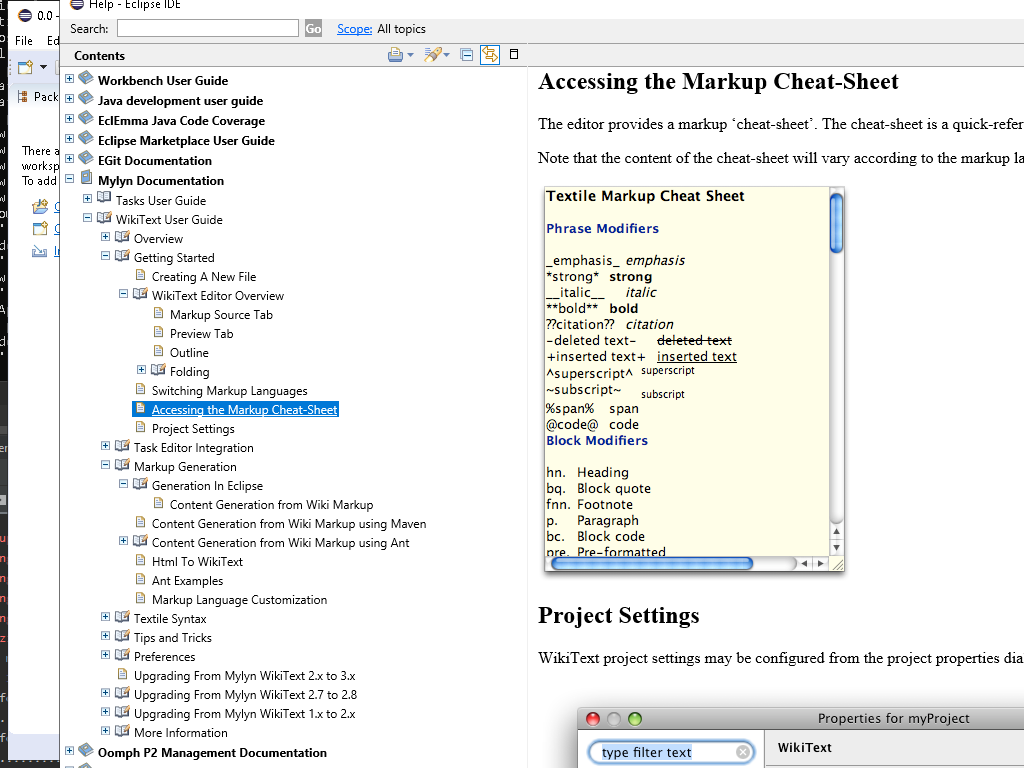 Help - Eclipse IDE
0.0 -
File
Search:
Go
Scope:
All topics
Contents
Workbench User Guide
Java development user guide
EclEmma Java Code Coverage
Eclipse Marketplace User Guide
EGit Documentation
Mylyn Documentation
Tasks User Guide
WikiText User Guide
Overview
Getting Started
Creating A New File
WikiText Editor Overview
Markup Source Tab
Preview Tab
Outline
Folding
Switching Markup Languages
Accessing the Markup Cheat-Sheet
Project Settings
Task Editor Integration
Markup Generation
Generation In Eclipse
Content Generation from Wiki Markup
Content Generation from Wiki Markup using Maven
Content Generation from Wiki Markup using Ant
Html To WikiText
Ant Examples
Markup Language Customization
Textile Syntax
Tips and Tricks
Preferences
Upgrading From Mylyn WikiText 2.x to 3.x
Upgrading From Mylyn WikiText 2.7 to 2.8
Upgrading From Mylyn WikiText 1.x to 2.x
More Information
Oomph P2 Management Documentation
Accessing the Markup Cheat-Sheet
The editor provides a markup ‘cheat-sheet’. The cheat-sheet is a quick-refer
Note that the content of the cheat-sheet will vary according to the markup la
Textile Markup Cheat Sheet
Phrase Modifiers
_emphasis_ emphasis
*strong* strong
__italic__ italic
**bold** bold
??citation?? citation
-deleted text- deleted text
+inserted text+ inserted text
^superscript^ superscript
~subscript~ subscript
%span% span
@code@ code
Block Modifiers
hn. Heading
bq. Block quote
fnn. Footnote
p. Paragraph
bc. Block code
pre. Pre-formatted
Project Settings
WikiText project settings may be configured from the project properties dia
Properties for myProject
type filter text
WikiText
Pack
There a
worksp
To add